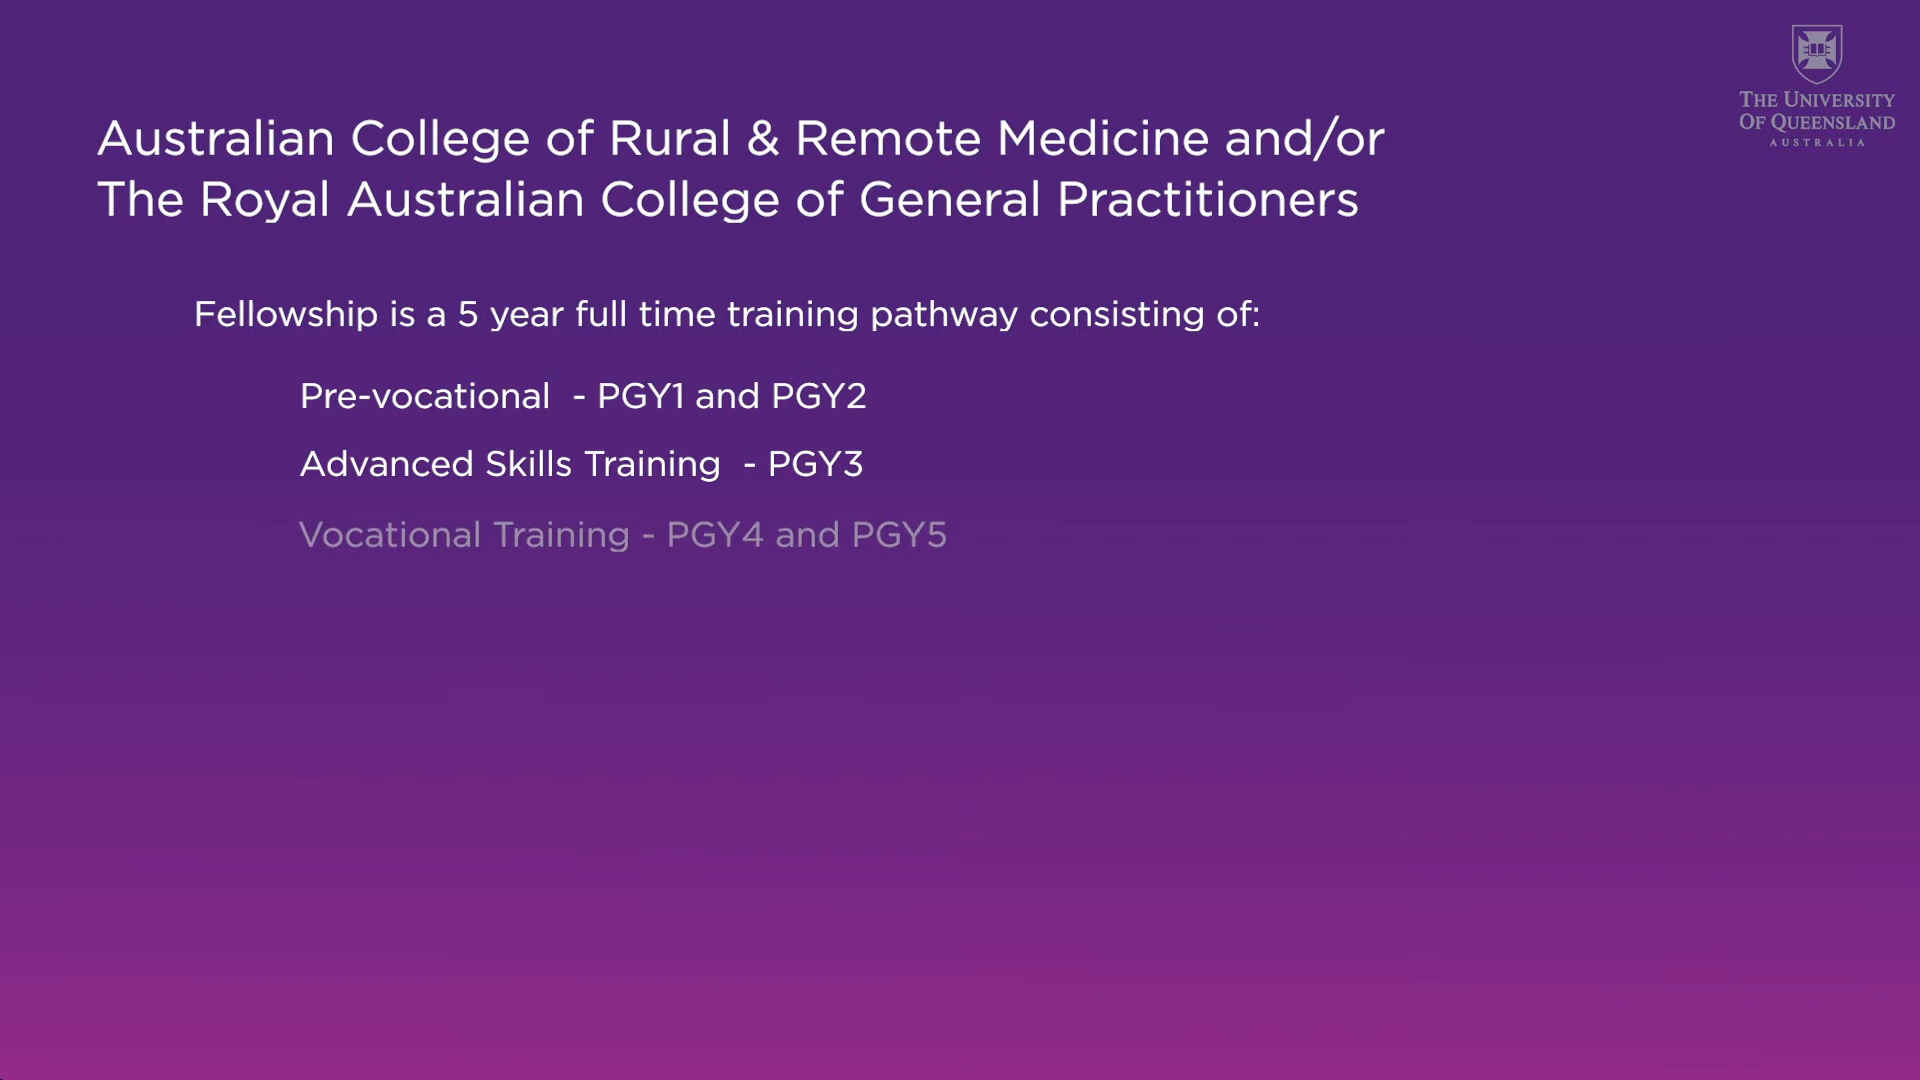 THE UNIVERSITY
OF QUEENSLAND
AUSTRALIA
Australian College of Rural & Remote Medicine and/or
The Royal Australian College of General Practitioners
Fellowship is a 5 year full time training pathway consisting of:
Pre-vocational - PGY1 and PGY2
Advanced Skills Training - PGY3
Vocational Training - PGY4 and PGY5